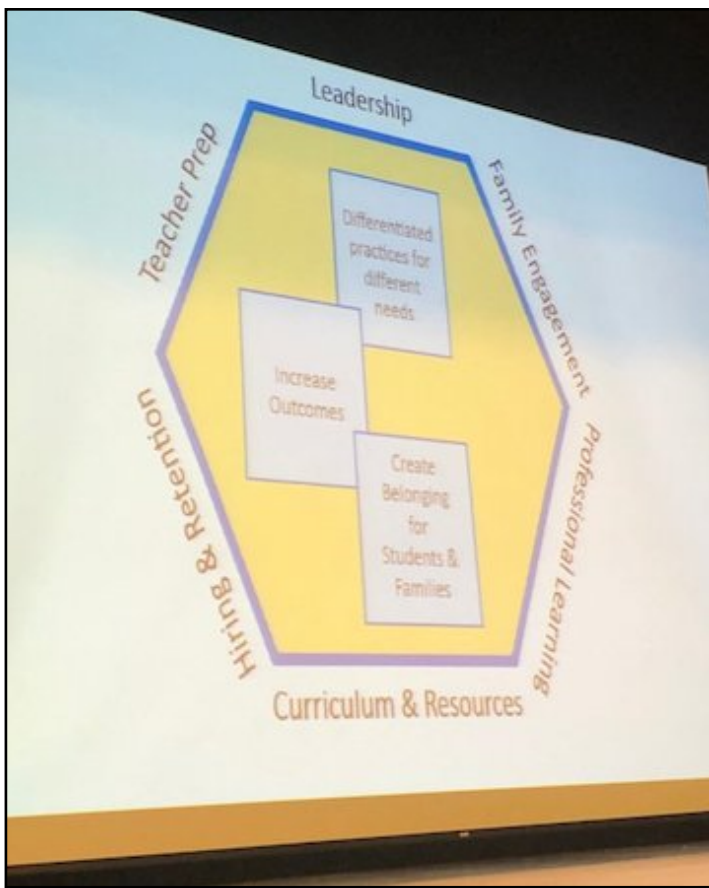 Leadership
Teacher Prep
Family Engagement
Differentiated
practices for
different
needs
Increase
Outcomes
Create
Belonging
for
Students &
Families
Hiring & Retention
Professional Learning
Curriculum & Resources